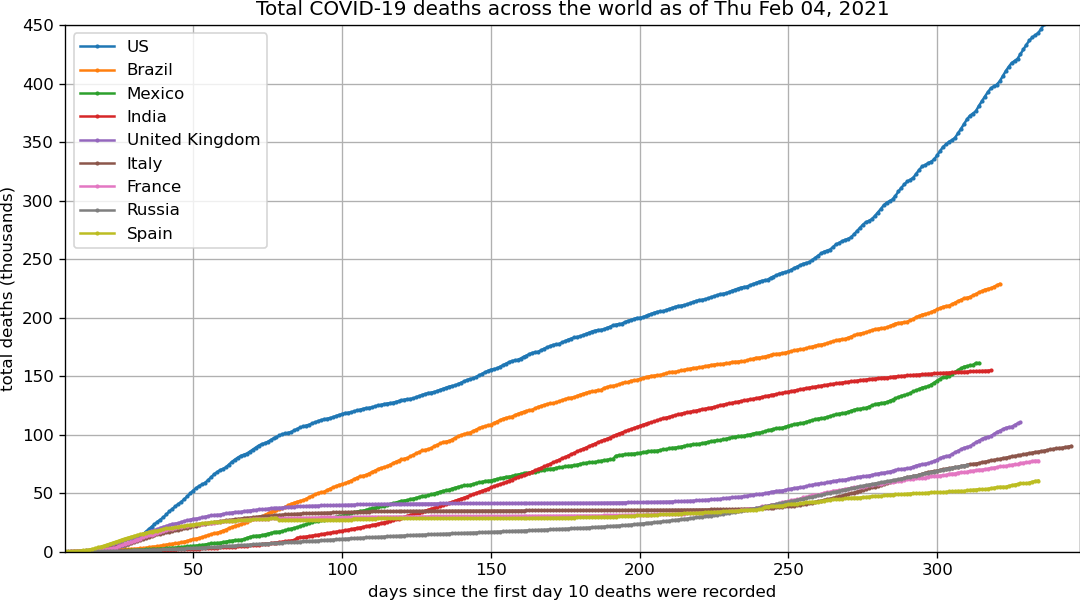 Total COVID-19 deaths across the world as of Thu Feb 04, 2021
450
400
350
300
250
200
150
100
50
0
total deaths (thousands)
US
Brazil
Mexico
India
United Kingdom
Italy
France
Russia
Spain
50 100 150 200 250 300
days since the first day 10 deaths were recorded